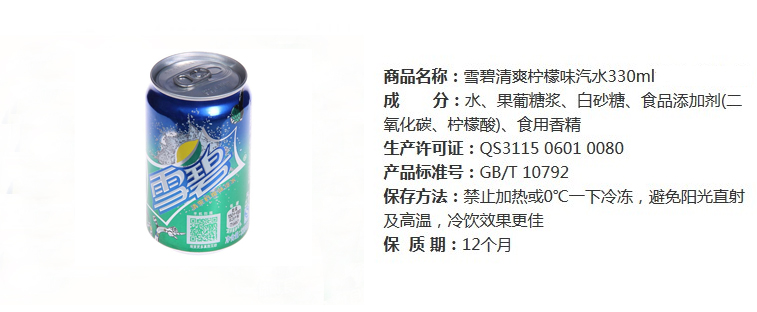 雪碧
商品名称：雪碧清爽柠檬味汽水330ml
成　　分：水、果葡糖浆、白砂糖、食品添加剂(二
氧化碳、柠檬酸)、食用香精
生产许可证：QS3115 0601 0080
产品标准号：GB/T 10792
保存方法：禁止加热或0℃一下冷冻，避免阳光直射
及高温，冷饮效果更佳
保 质 期：12个月